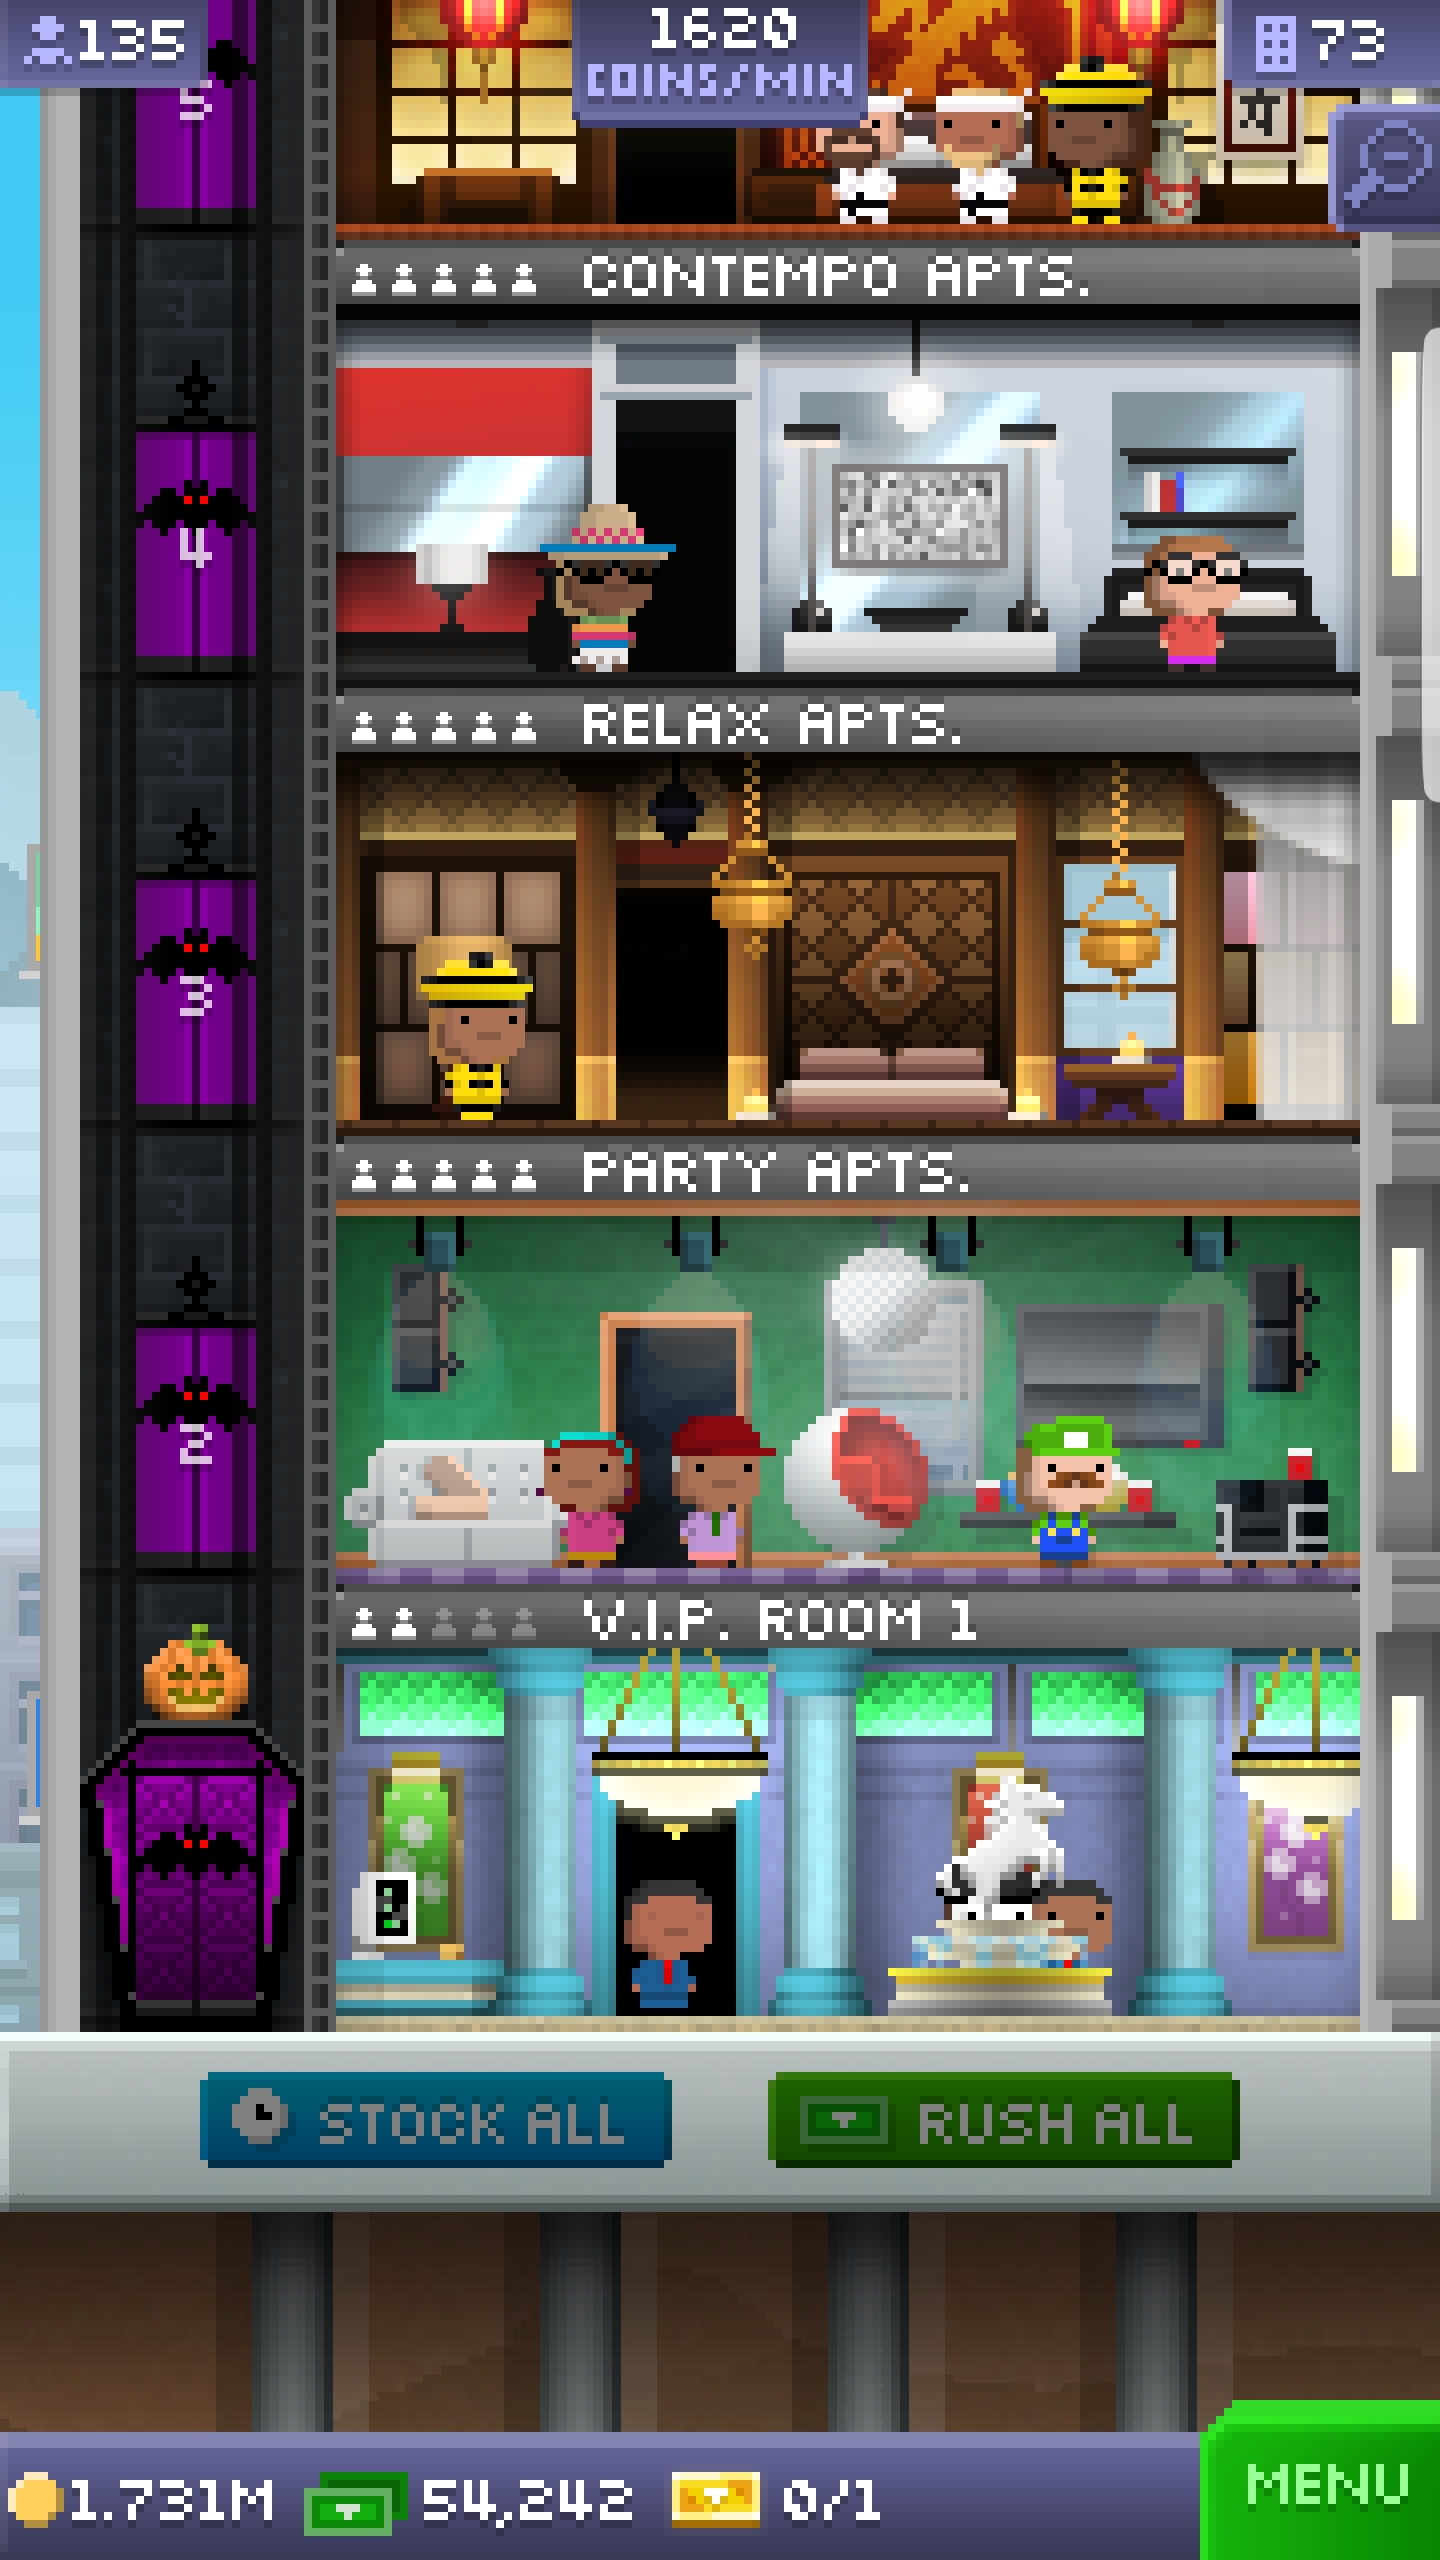 135
1620
COINS/MIN
73
5
CONTEMPO APTS.
4
RELAX APTS.
3
PARTY APTS.
2
V.I.P. ROOM 1
STOCK ALL
RUSH ALL
1.731M
54,242
0/1
MENU